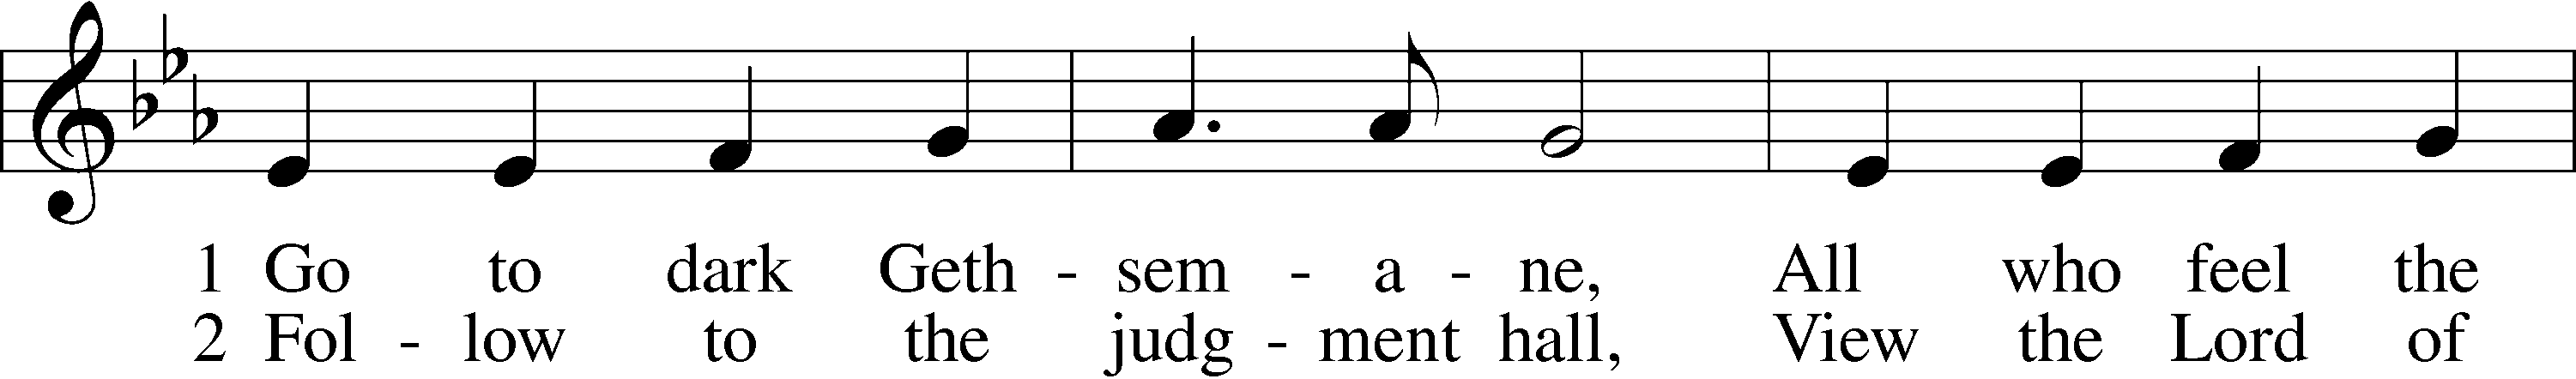 1 Go to dark Geth - sem - a - ne, All who feel the
2 Fol - low to the judg - ment hall, View the Lord of